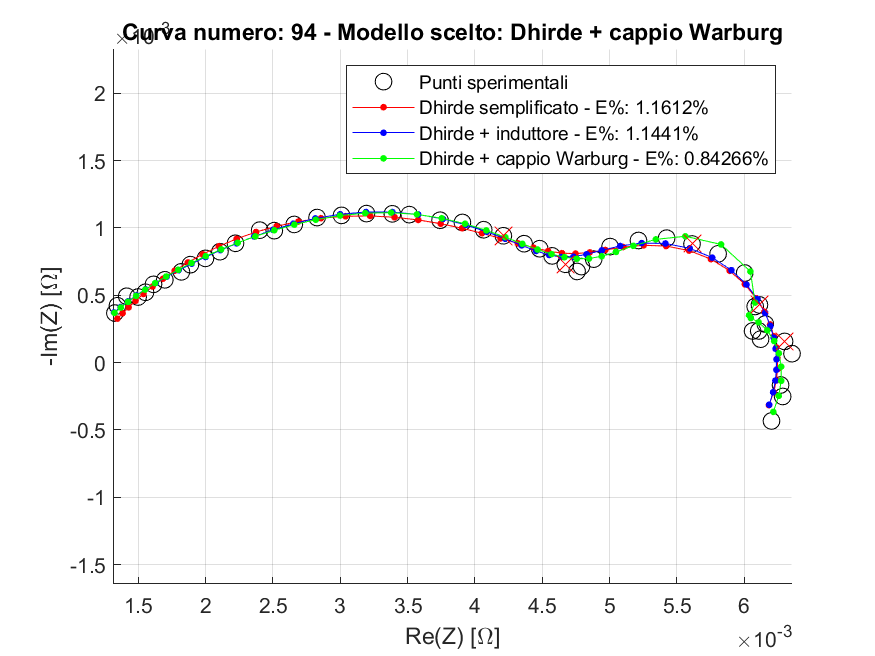 Curva numero: 94 - Modello scelto: Dhirde + cappio Warburg
×10⁻³
Punti sperimentali
Dhirde semplificato - E%: 1.1612%
Dhirde + induttore - E%: 1.1441%
Dhirde + cappio Warburg - E%: 0.84266%
2
1.5
1
0.5
0
-0.5
-1
-1.5
-Im(Z) [Ω]
1.5 2 2.5 3 3.5 4 4.5 5 5.5 6
Re(Z) [Ω]
×10⁻³